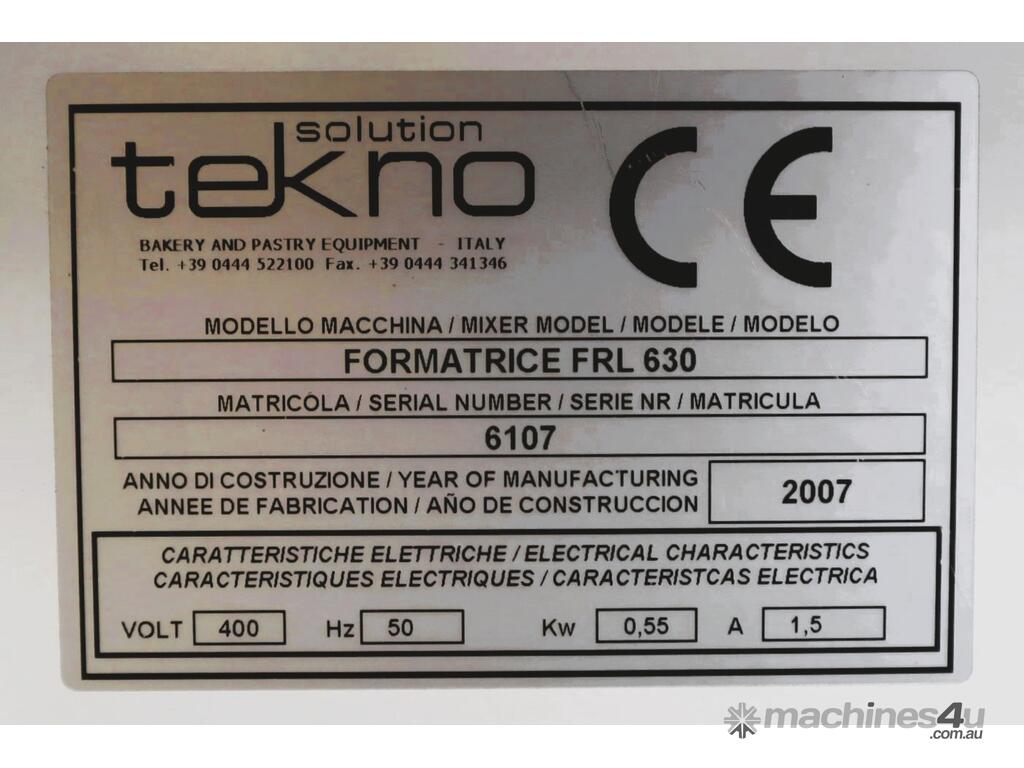 solution
tekno
CE
BAKERY AND PASTRY EQUIPMENT - ITALY
Tel. +39 0444 522100 Fax. +39 0444 341346
MODELLO MACCHINA / MIXER MODEL / MODELE / MODELO
FORMATRICE FRL 630
MATRICOLA / SERIAL NUMBER / SERIE NR / MATRICULA
6107
ANNO DI COSTRUZIONE / YEAR OF MANUFACTURING
ANNEE DE FABRICATION / AÑO DE CONSTRUCCION
2007
CARATTERISTICHE ELETTRICHE / ELECTRICAL CHARACTERISTICS
CARACTERISTIQUES ELECTRIQUES / CARACTERISTCAS ELECTRICA
VOLT 400 Hz 50 Kw 0,55 A 1,5
machines4u
.com.au